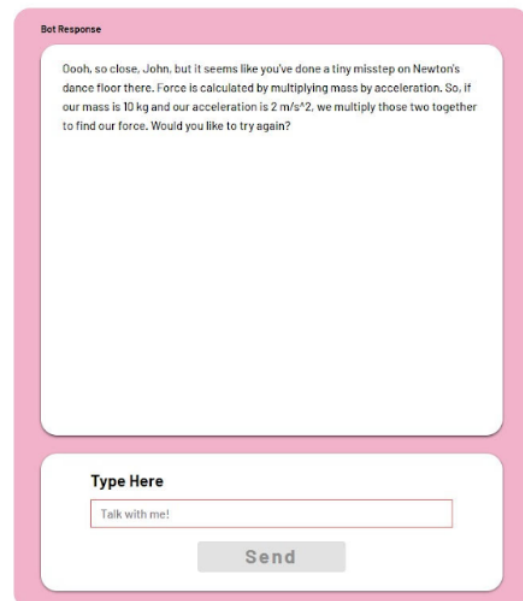 Bot Response
Oooh, so close, John, but it seems like you've done a tiny misstep on Newton's
dance floor there. Force is calculated by multiplying mass by acceleration. So, if
our mass is 10 kg and our acceleration is 2 m/s^2, we multiply those two together
to find our force. Would you like to try again?
Type Here
Talk with me!
Send